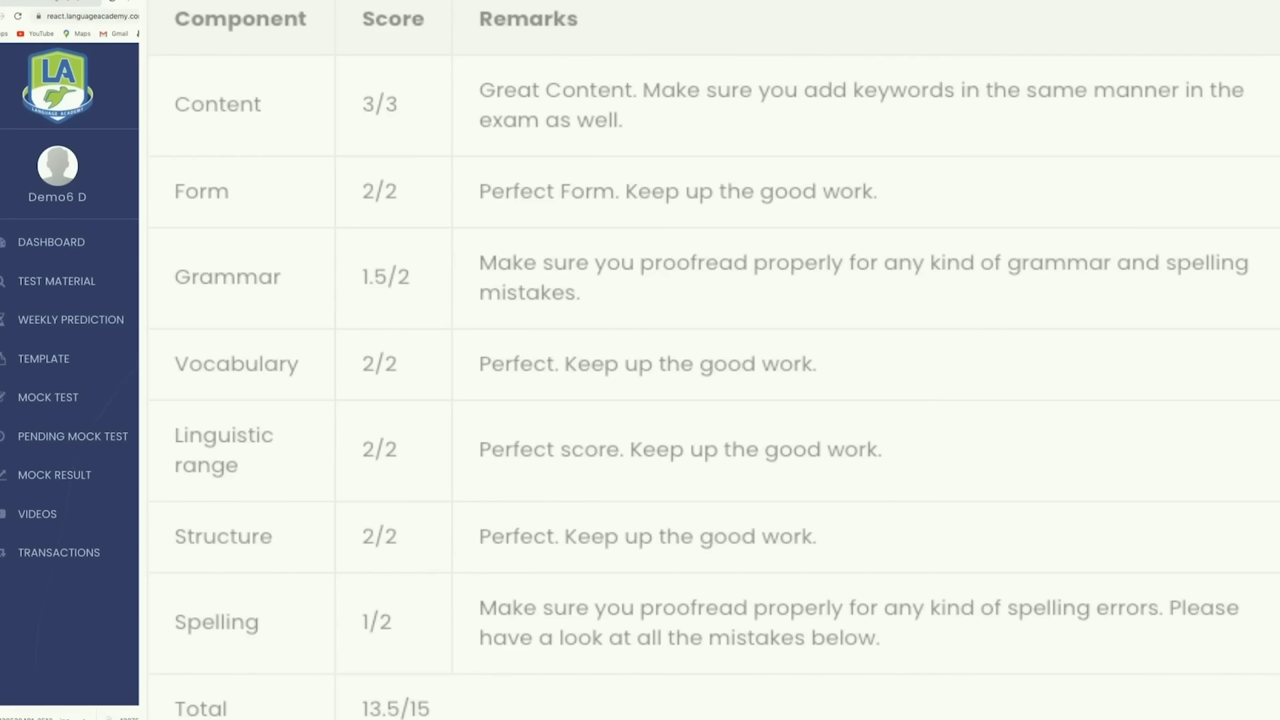 react.languageacademy.co
YouTube Maps Gmail
LA
LANGUAGE ACADEMY
Demo6 D
DASHBOARD
TEST MATERIAL
WEEKLY PREDICTION
TEMPLATE
MOCK TEST
PENDING MOCK TEST
MOCK RESULT
VIDEOS
TRANSACTIONS
Component Score Remarks
Content 3/3 Great Content. Make sure you add keywords in the same manner in the
exam as well.
Form 2/2 Perfect Form. Keep up the good work.
Grammar 1.5/2 Make sure you proofread properly for any kind of grammar and spelling
mistakes.
Vocabulary 2/2 Perfect. Keep up the good work.
Linguistic
range 2/2 Perfect score. Keep up the good work.
Structure 2/2 Perfect. Keep up the good work.
Spelling 1/2 Make sure you proofread properly for any kind of spelling errors. Please
have a look at all the mistakes below.
Total 13.5/15